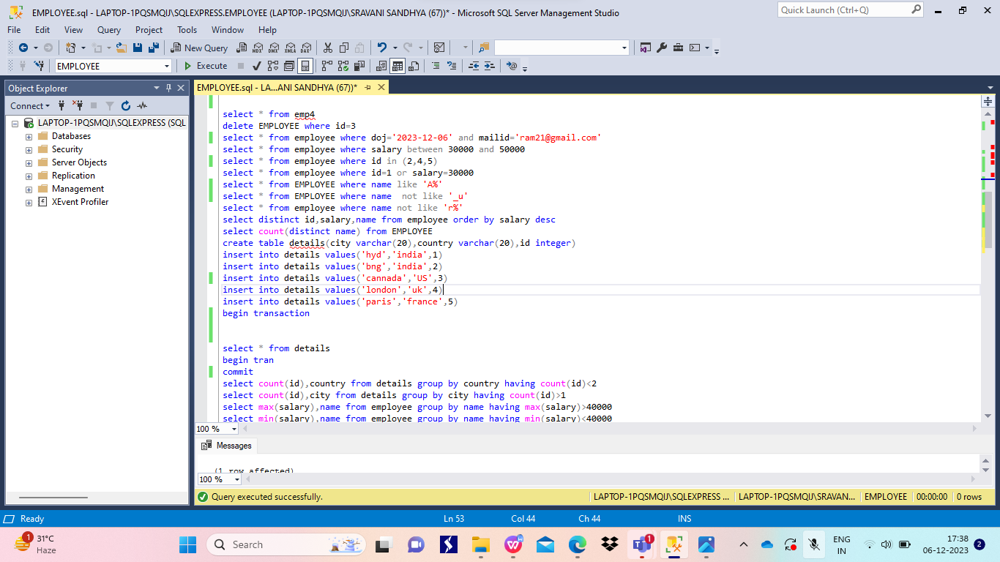 EMPLOYEE.sql - LAPTOP-1PQSMQIJ\SQLEXPRESS.EMPLOYEE (LAPTOP-1PQSMQIJ\SRAVANI SANDHYA (67))* - Microsoft SQL Server Management Studio
Quick Launch (Ctrl+Q)
File Edit View Query Project Tools Window Help
New Query MDX DMX XMLA DAX
EMPLOYEE Execute
Object Explorer
EMPLOYEE.sql - LA...ANI SANDHYA (67))*
Connect
LAPTOP-1PQSMQIJ\SQLEXPRESS (SQL
Databases
Security
Server Objects
Replication
Management
XEvent Profiler
select * from emp4
delete EMPLOYEE where id=3
select * from employee where doj='2023-12-06' and mailid='ram21@gmail.com'
select * from employee where salary between 30000 and 50000
select * from employee where id in (2,4,5)
select * from employee where id=1 or salary=30000
select * from EMPLOYEE where name like 'A%'
select * from EMPLOYEE where name  not like '_u'
select * from employee where name not like 'r%'
select distinct id,salary,name from employee order by salary desc
select count(distinct name) from EMPLOYEE
create table details(city varchar(20),country varchar(20),id integer)
insert into details values('hyd','india',1)
insert into details values('bng','india',2)
insert into details values('cannada','US',3)
insert into details values('london','uk',4)
insert into details values('paris','france',5)
begin transaction
select * from details
begin tran
commit
select count(id),country from details group by country having count(id)<2
select count(id),city from details group by city having count(id)>1
select max(salary),name from employee group by name having max(salary)>40000
select min(salary),name from employee group by name having min(salary)<40000
100 %
Messages
(1 row affected)
100 %
Query executed successfully.
LAPTOP-1PQSMQIJ\SQLEXPRESS ... LAPTOP-1PQSMQIJ\SRAVAN... EMPLOYEE 00:00:00 0 rows
Ready Ln 53 Col 44 Ch 44 INS
1
31°C
Haze
Search
1
ENG
IN
17:38
06-12-2023
2